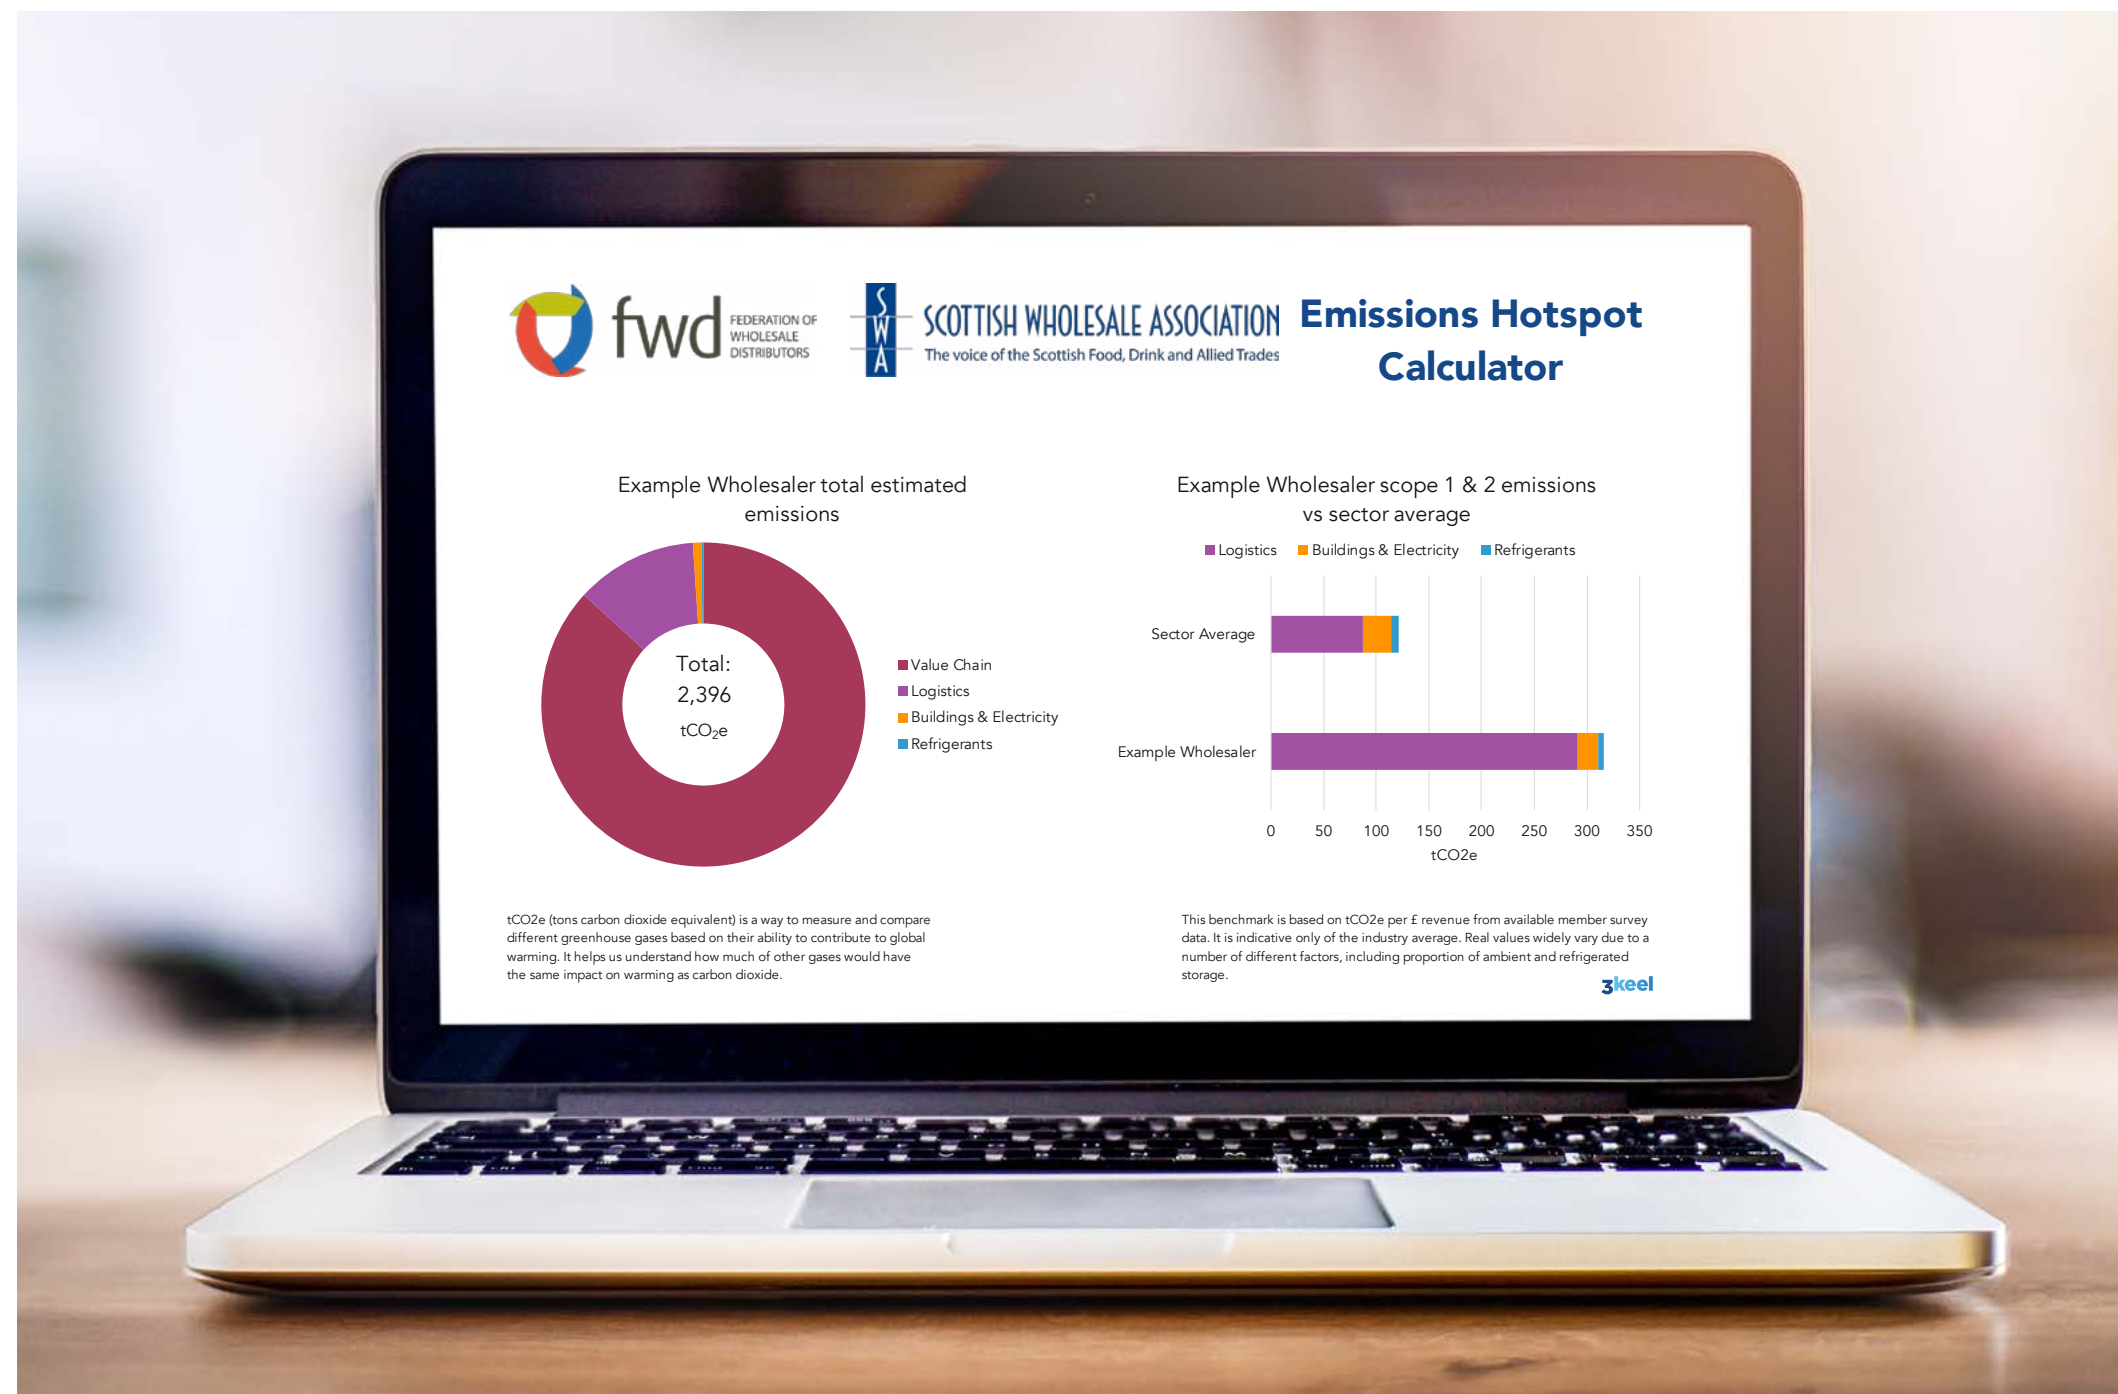 fwd
FEDERATION OF
WHOLESALE
DISTRIBUTORS
SWA
SCOTTISH WHOLESALE ASSOCIATION
The voice of the Scottish Food, Drink and Allied Trades
Emissions Hotspot
Calculator
Example Wholesaler total estimated
emissions
Total:
2,396
tCO₂e
Value Chain
Logistics
Buildings & Electricity
Refrigerants
Example Wholesaler scope 1 & 2 emissions
vs sector average
Logistics Buildings & Electricity Refrigerants
Sector Average
Example Wholesaler
0 50 100 150 200 250 300 350
tCO2e
tCO2e (tons carbon dioxide equivalent) is a way to measure and compare
different greenhouse gases based on their ability to contribute to global
warming. It helps us understand how much of other gases would have
the same impact on warming as carbon dioxide.
This benchmark is based on tCO2e per £ revenue from available member survey
data. It is indicative only of the industry average. Real values widely vary due to a
number of different factors, including proportion of ambient and refrigerated
storage.
3keel